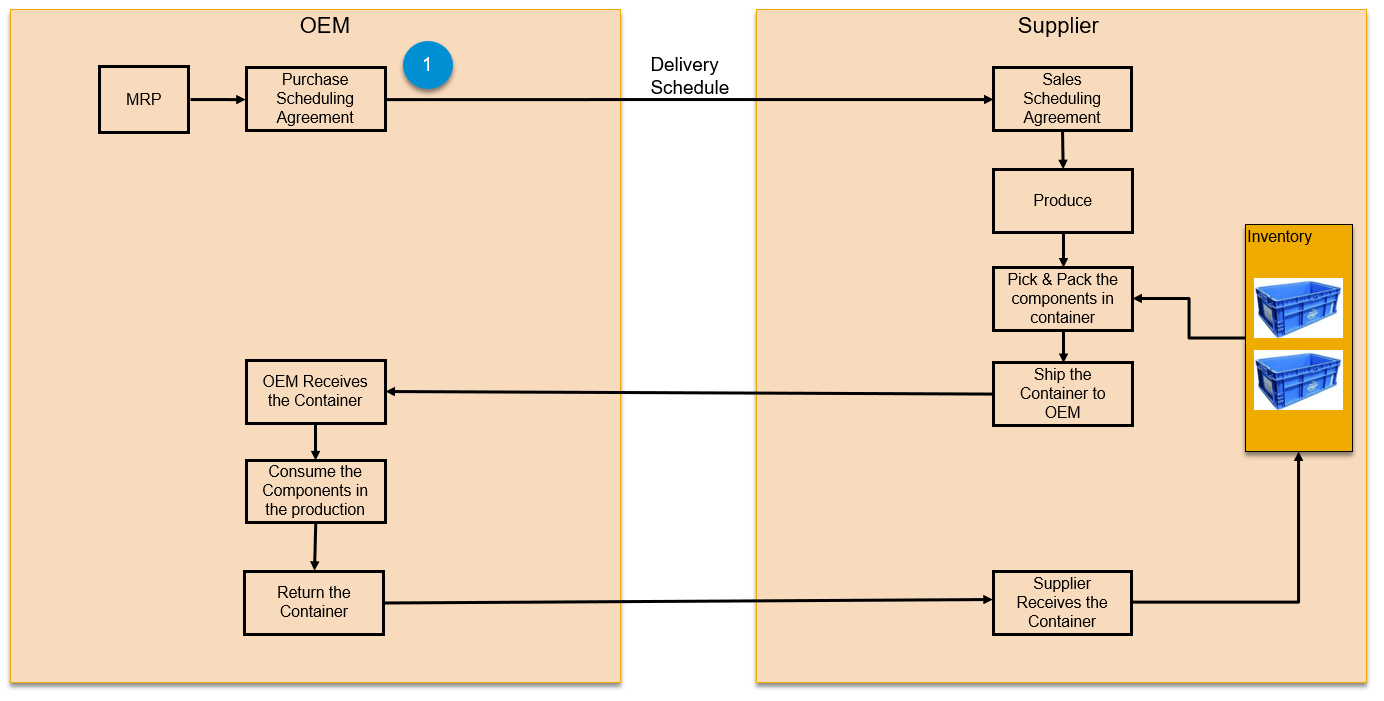 OEM
Supplier
MRP
Purchase
Scheduling
Agreement
1
Delivery
Schedule
Sales
Scheduling
Agreement
Produce
Inventory
Pick & Pack the
components in
container
Ship the
Container to
OEM
OEM Receives
the Container
Consume the
Components in
the production
Return the
Container
Supplier
Receives the
Container